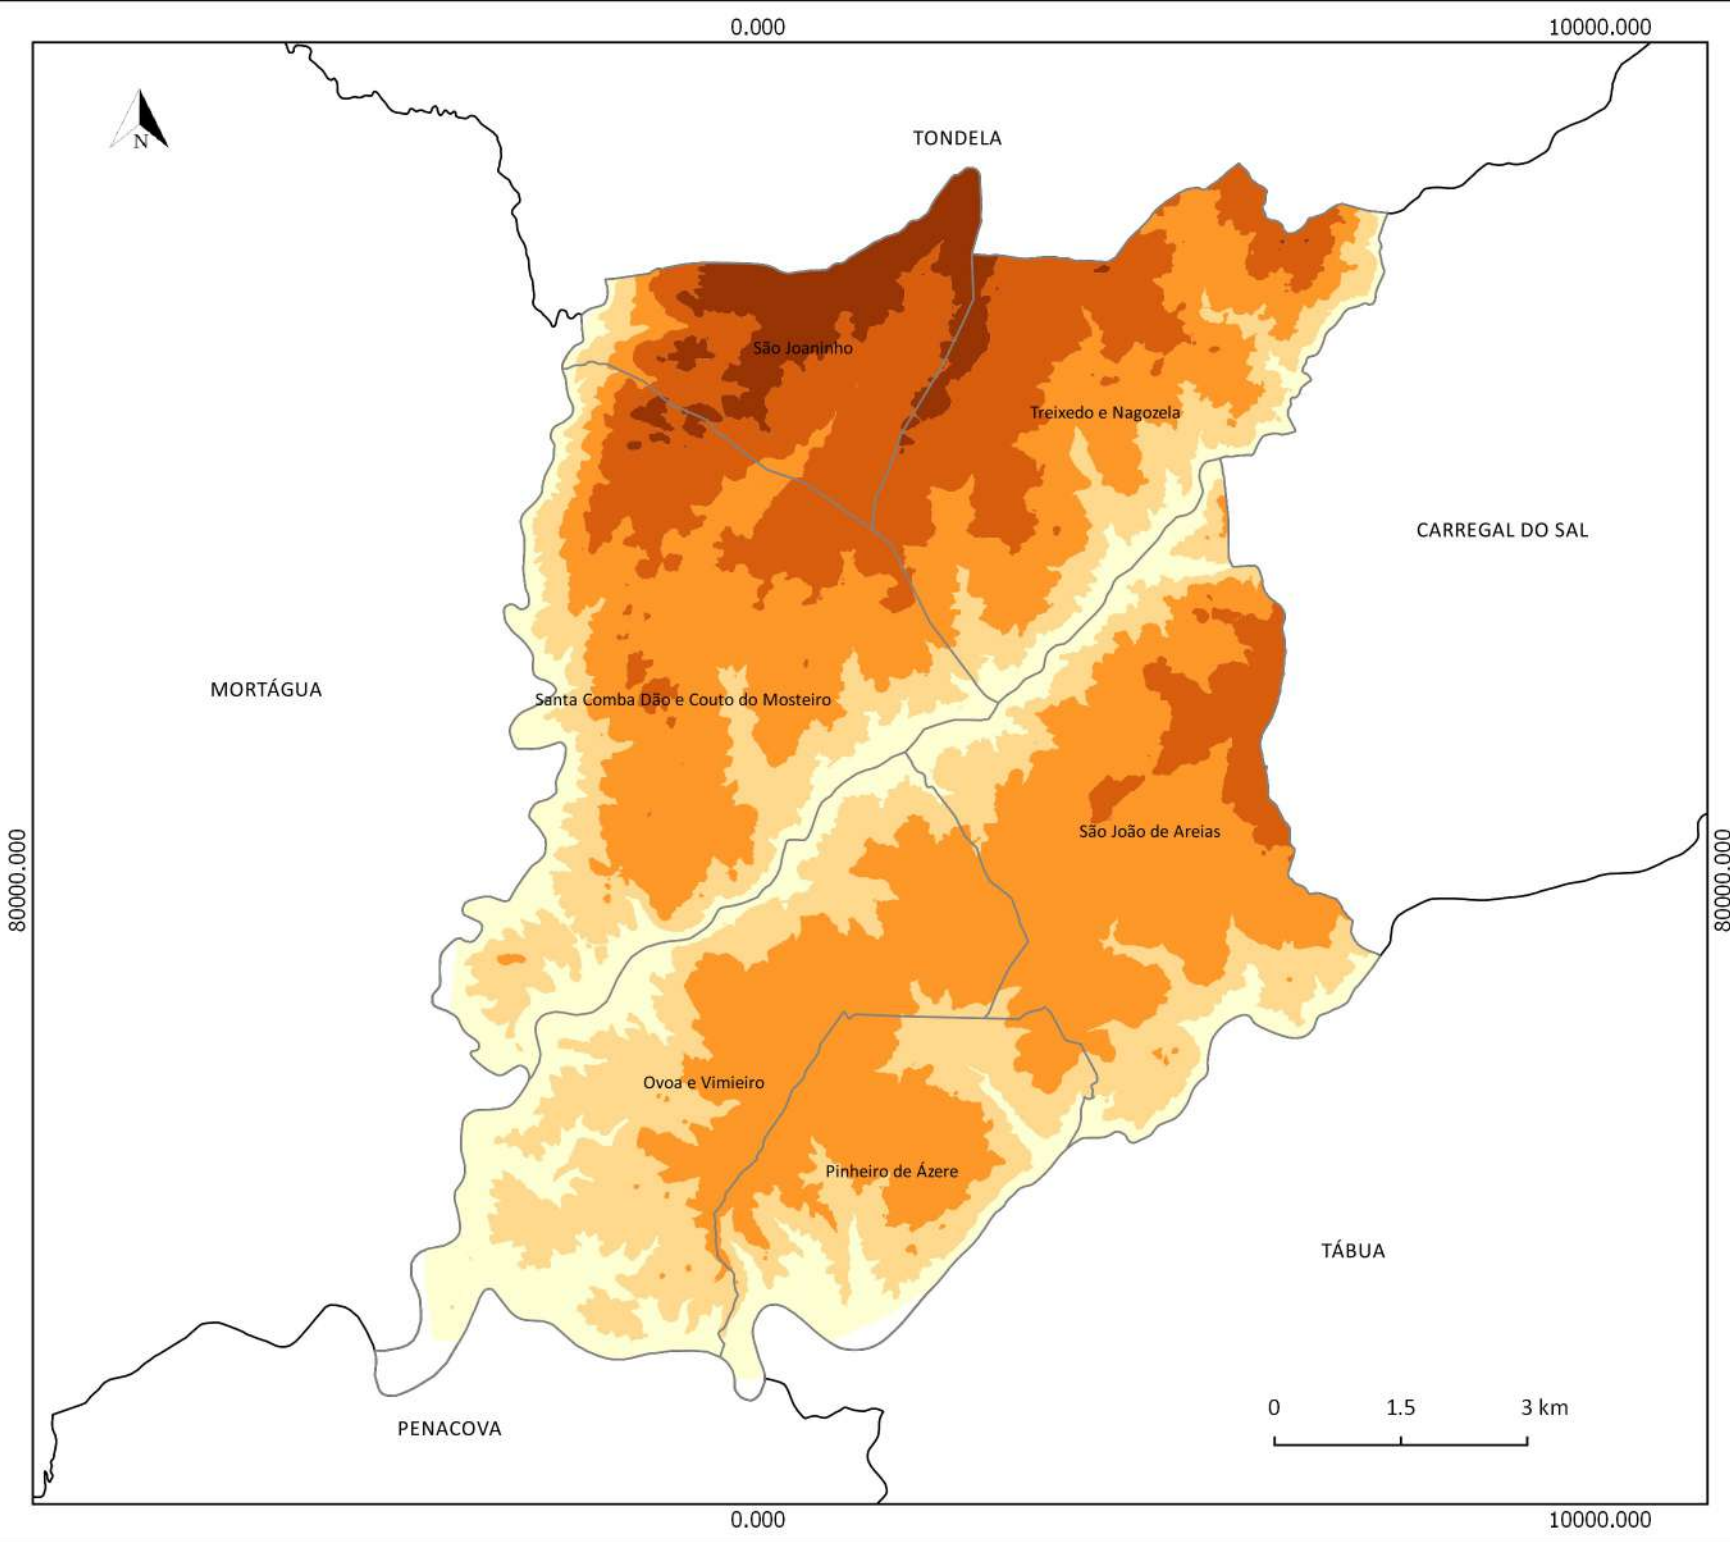 0.000
10000.000
N
TONDELA
São Joaninho
Treixedo e Nagozela
CARREGAL DO SAL
MORTÁGUA
Santa Comba Dão e Couto do Mosteiro
São João de Areias
80000.000
80000.000
Ovoa e Vimieiro
Pinheiro de Ázere
TÁBUA
0 1.5 3 km
PENACOVA
0.000
10000.000